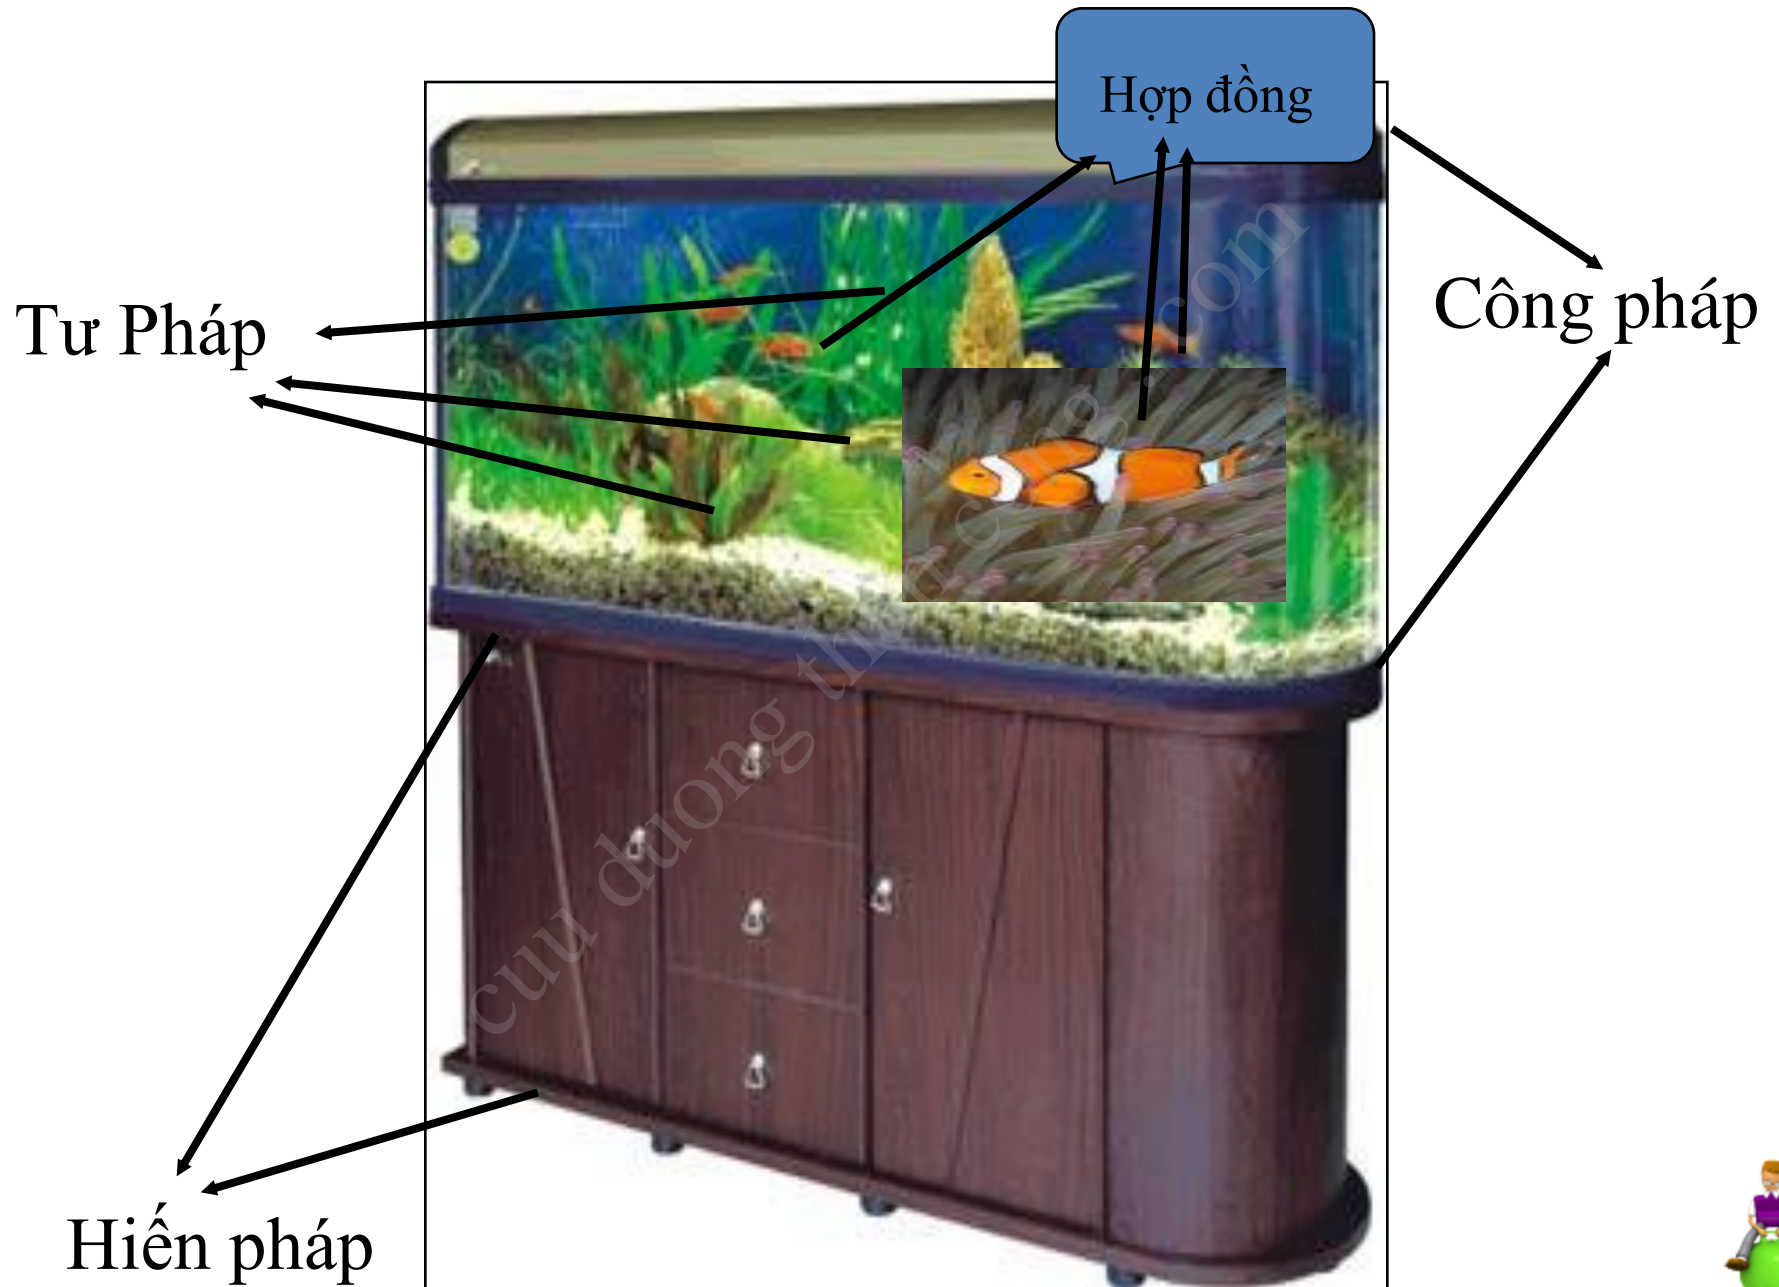 Hợp đồng
Tư Pháp
Công pháp
Hiến pháp
cuu duong than cong . com